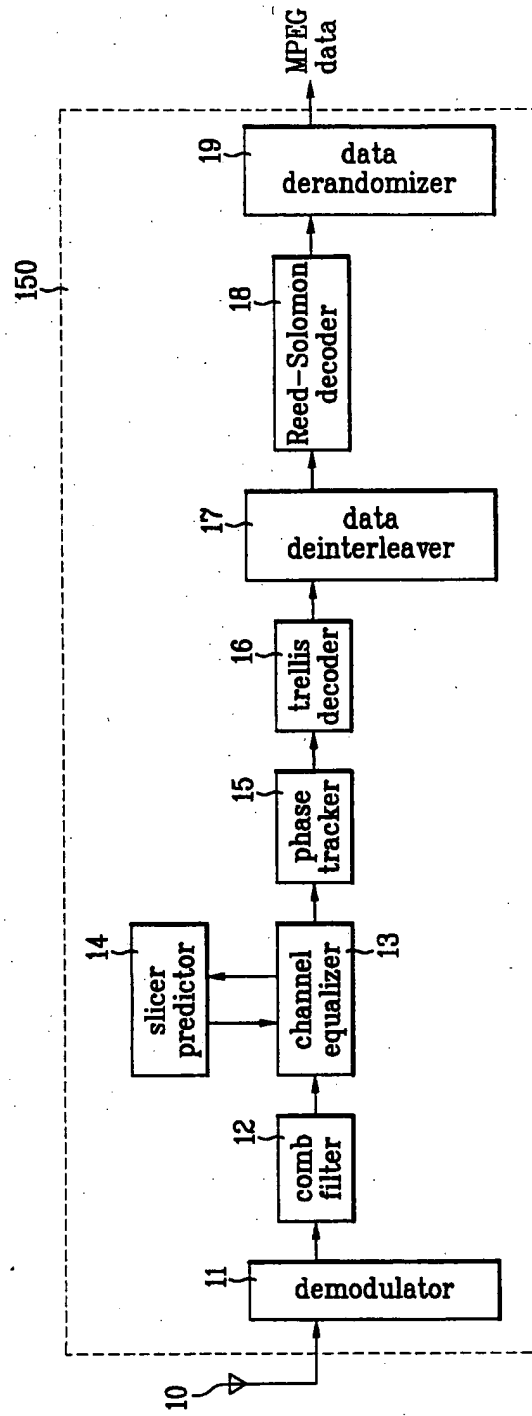 150
10
11
demodulator
12
comb
filter
13
channel
equalizer
14
slicer
predictor
15
phase
tracker
16
trellis
decoder
17
data
deinterleaver
18
Reed-Solomon
decoder
19
data
derandomizer
MPEG
data